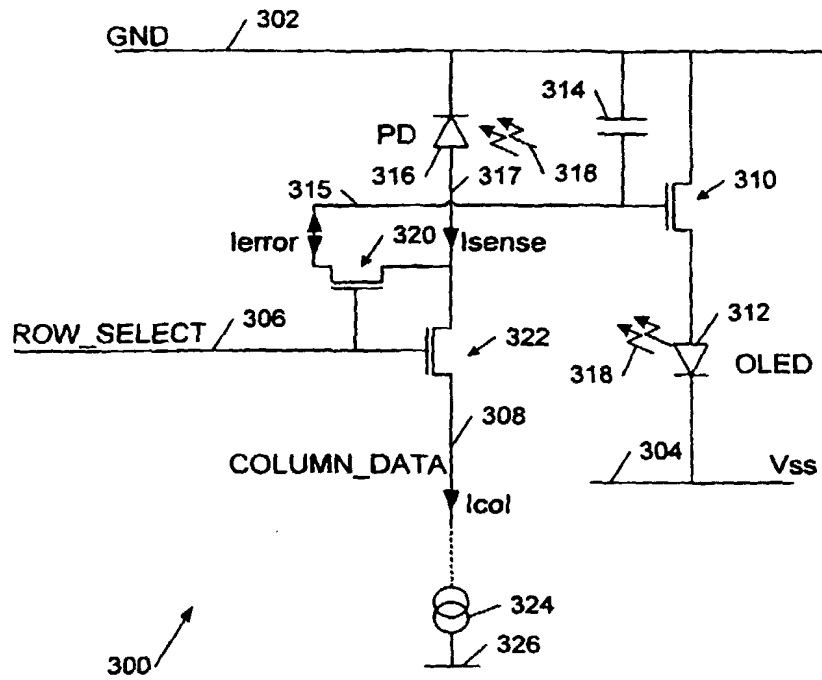 GND
302
314
PD
316
317
318
310
315
Ierror
320
Isense
ROW_SELECT
306
322
312
318
OLED
308
COLUMN_DATA
304
Vss
Icol
324
326
300